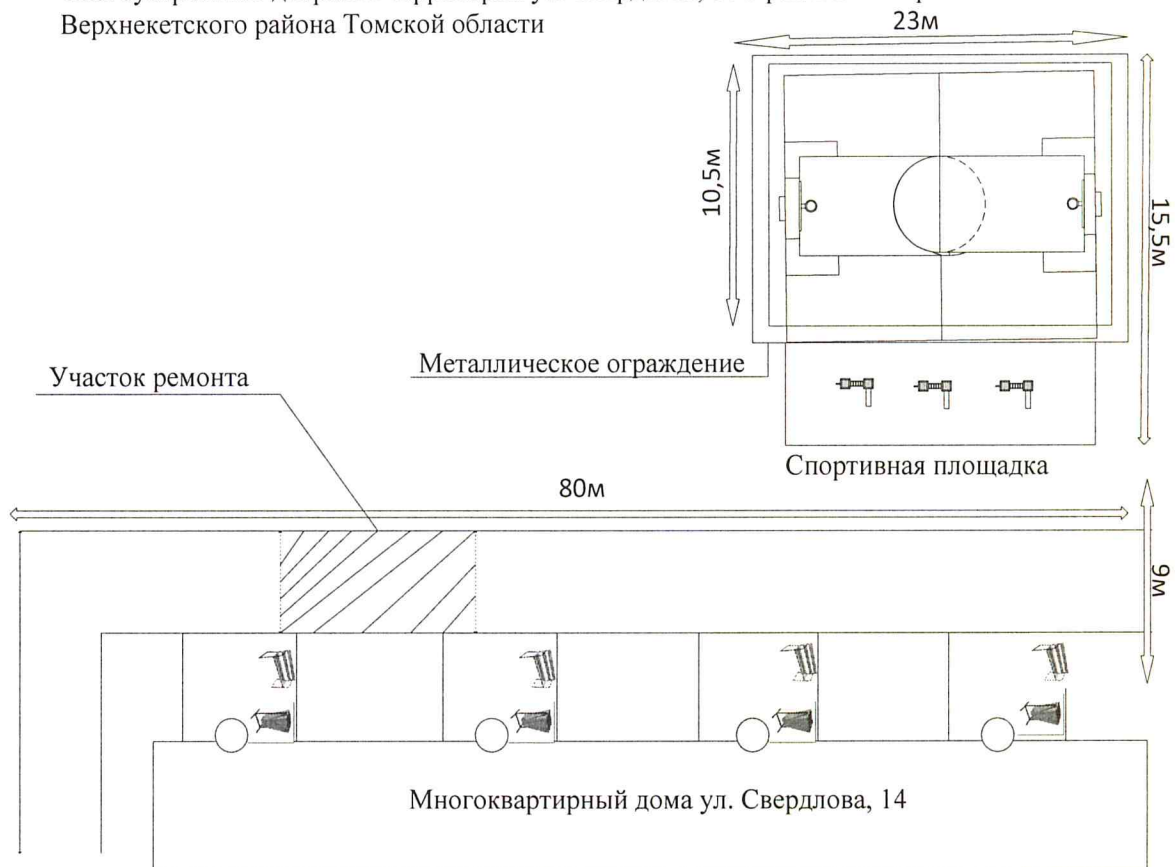 Верхнекетского района Томской области
23м
10,5м
15,5м
Металлическое ограждение
Участок ремонта
Спортивная площадка
80м
9м
Многоквартирный дома ул. Свердлова, 14